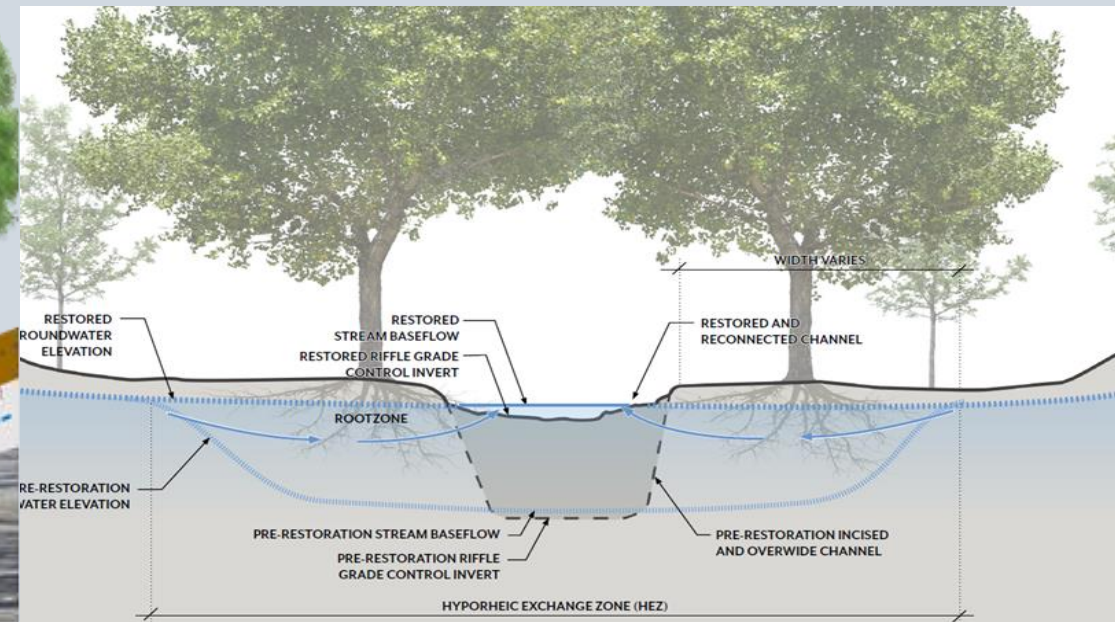 WIDTH VARIES
RESTORED
ROUNDWATER
ELEVATION
RESTORED
STREAM BASEFLOW
RESTORED RIFFLE GRADE
CONTROL INVERT
RESTORED AND
RECONNECTED CHANNEL
ROOTZONE
RE-RESTORATION
ATER ELEVATION
PRE-RESTORATION STREAM BASEFLOW
PRE-RESTORATION RIFFLE
GRADE CONTROL INVERT
PRE-RESTORATION INCISED
AND OVERWIDE CHANNEL
HYPORHEIC EXCHANGE ZONE (HEZ)